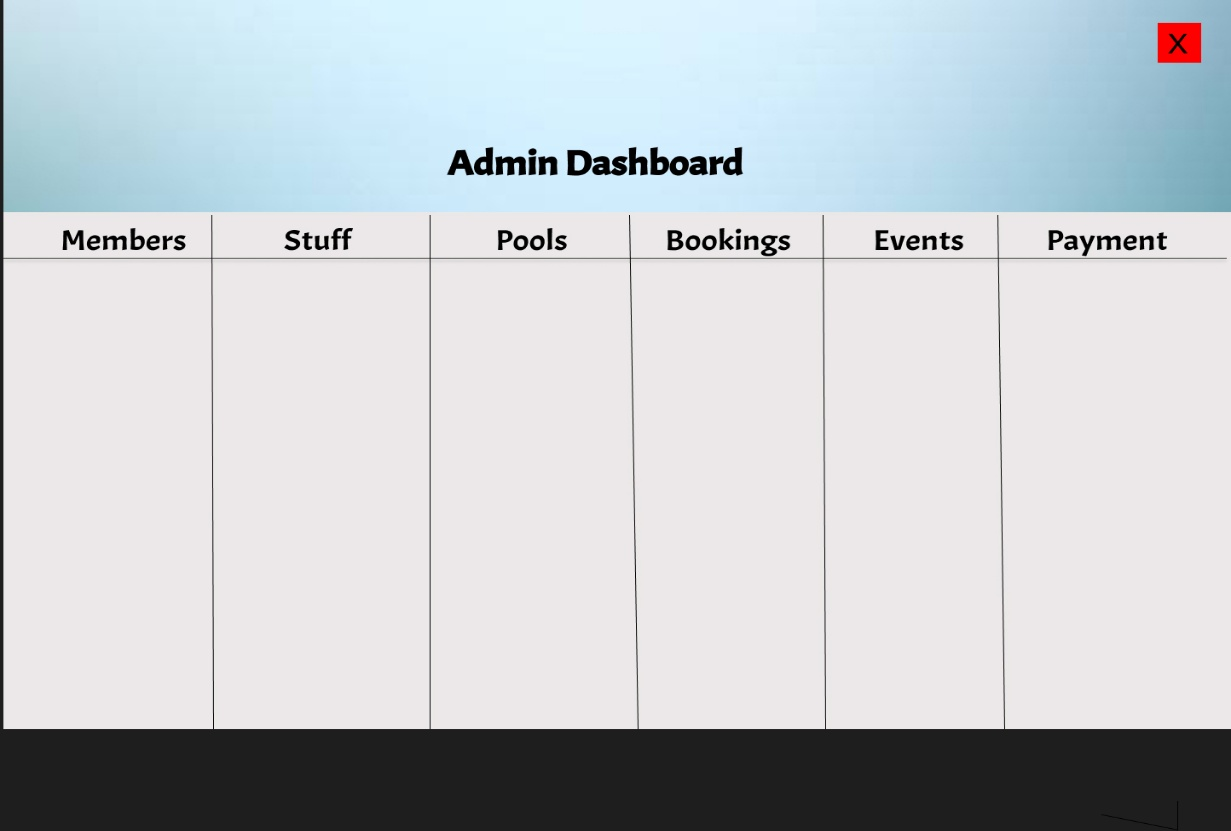 X
Admin Dashboard
Members Stuff Pools Bookings Events Payment